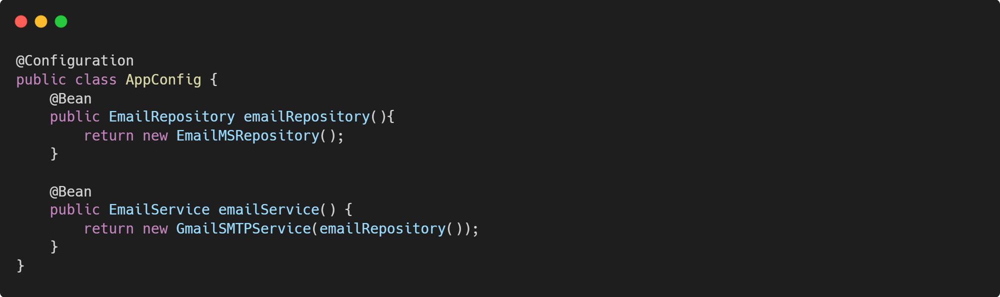 @Configuration
public class AppConfig {
    @Bean
    public EmailRepository emailRepository(){
        return new EmailMSRepository();
    }

    @Bean
    public EmailService emailService() {
        return new GmailSMTPService(emailRepository());
    }
}